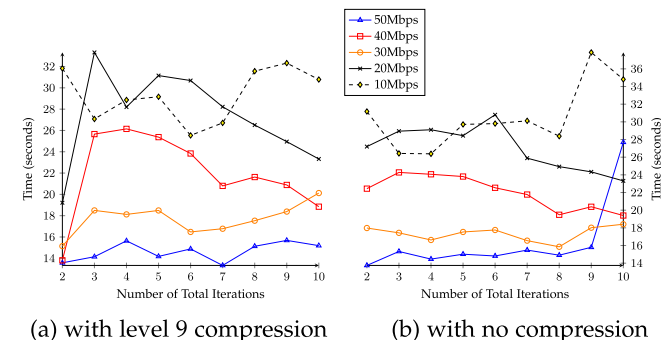 50Mbps
40Mbps
30Mbps
20Mbps
10Mbps
32
30
28
26
24
22
20
18
16
14
Time (seconds)
2 3 4 5 6 7 8 9 10
Number of Total Iterations
36
34
32
30
28
26
24
22
20
18
16
14
Time (seconds)
2 3 4 5 6 7 8 9 10
Number of Total Iterations
(a) with level 9 compression
(b) with no compression